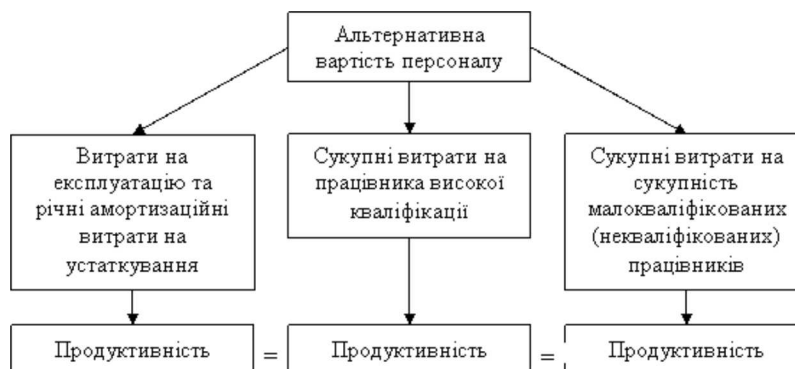 Альтернативна
вартість персоналу
Витрати на
експлуатацію та
річні амортизаційні
витрати на
устаткування
Сукупні витрати на
працівника високої
кваліфікації
Сукупні витрати на
сукупність
малокваліфікованих
(некваліфікованих)
працівників
Продуктивність = Продуктивність = Продуктивність